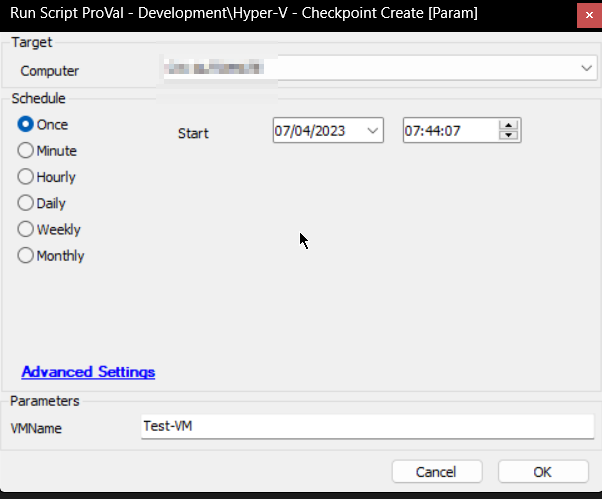 Run Script ProVal - Development\Hyper-V - Checkpoint Create [Param]
Target
Computer
Schedule
Once
Start 07/04/2023 07:44:07
Minute
Hourly
Daily
Weekly
Monthly
Advanced Settings
Parameters
VMName Test-VM
Cancel OK